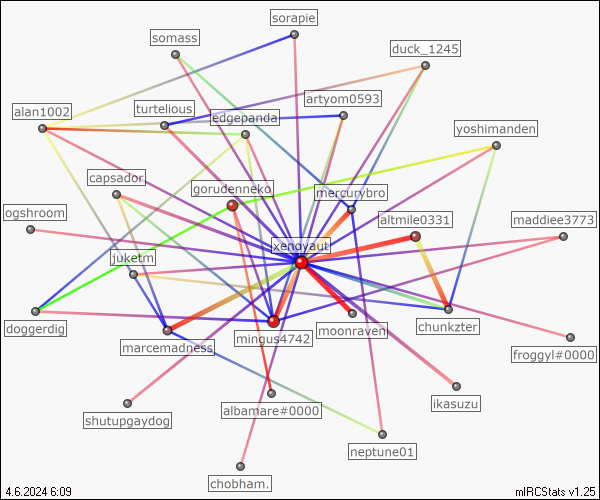 sorapie
somass
duck_1245
artyom0593
alan1002
turtelious
edgepanda
yoshimanden
capsador
gorudenneko
mercurybro
ogshroom
altmile0331
maddiee3773
xenoyaut
juketm
doggerdig
mingus4742
moonraven
chunkzter
marcemadness
froggyl#0000
shutupgaydog
albamare#0000
ikasuzu
neptune01
chobham.
4.6.2024 6:09
mIRCStats v1.25